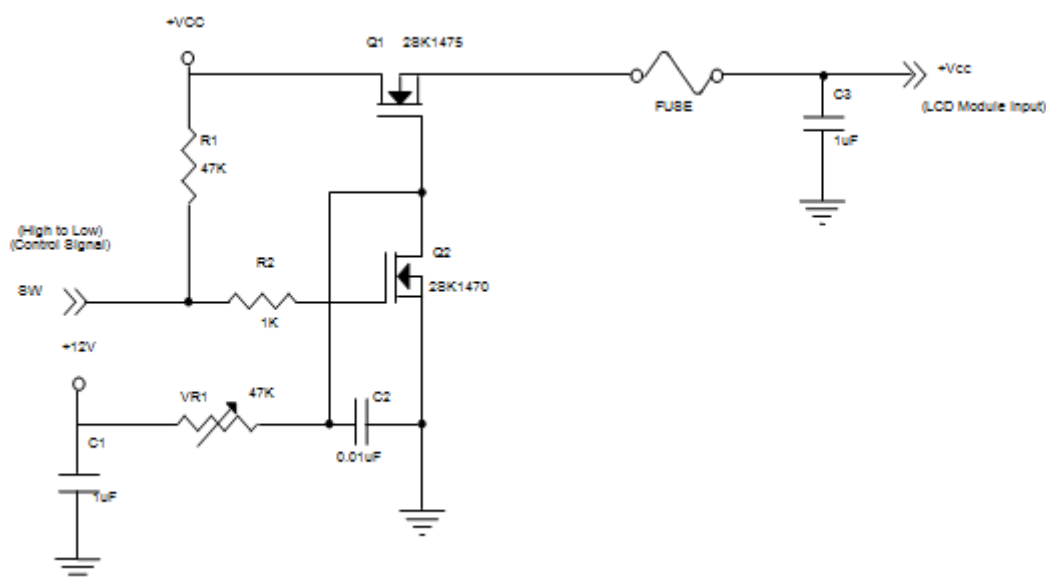 +VCC
Q1 2SK1475
+Vcc
FUSE
C3
(LCD Module Input)
R1
1uF
47K
(High to Low)
(Control Signal)
Q2
R2
SW
2SK1470
1K
+12V
VR1
47K
C2
C1
0.01uF
1uF